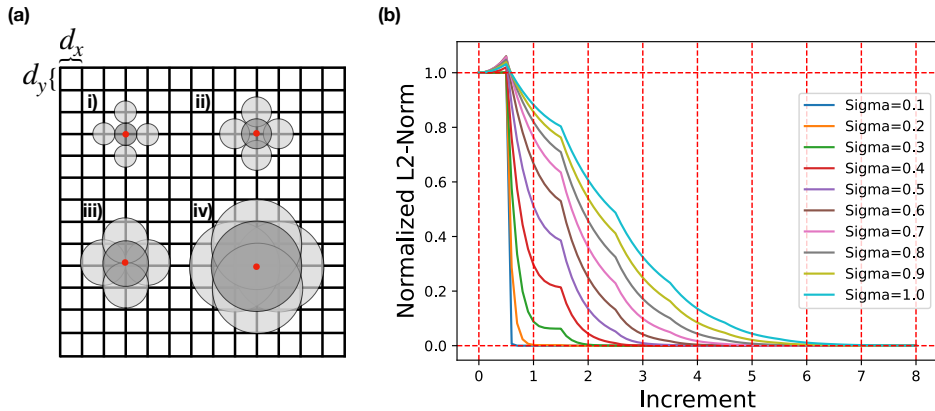 (a)
d_x
d_y{
i)
ii)
iii)
iv)
(b)
Normalized L2-Norm
1.0
0.8
0.6
0.4
0.2
0.0
0 1 2 3 4 5 6 7 8
Increment
Sigma=0.1
Sigma=0.2
Sigma=0.3
Sigma=0.4
Sigma=0.5
Sigma=0.6
Sigma=0.7
Sigma=0.8
Sigma=0.9
Sigma=1.0